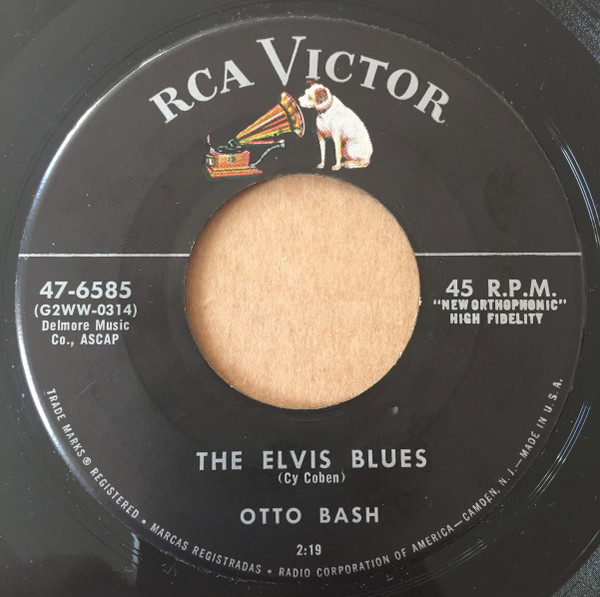 RCA VICTOR
47-6585
(G2WW-0314)
Delmore Music
Co., ASCAP
45 R.P.M.
"NEW ORTHOPHONIC"
HIGH FIDELITY
THE ELVIS BLUES
(Cy Coben)
OTTO BASH
2:19
TRADE MARKS ® REGISTERED • MARCAS REGISTRADAS • RADIO CORPORATION OF AMERICA—CAMDEN, N. J.—MADE IN U.S.A.